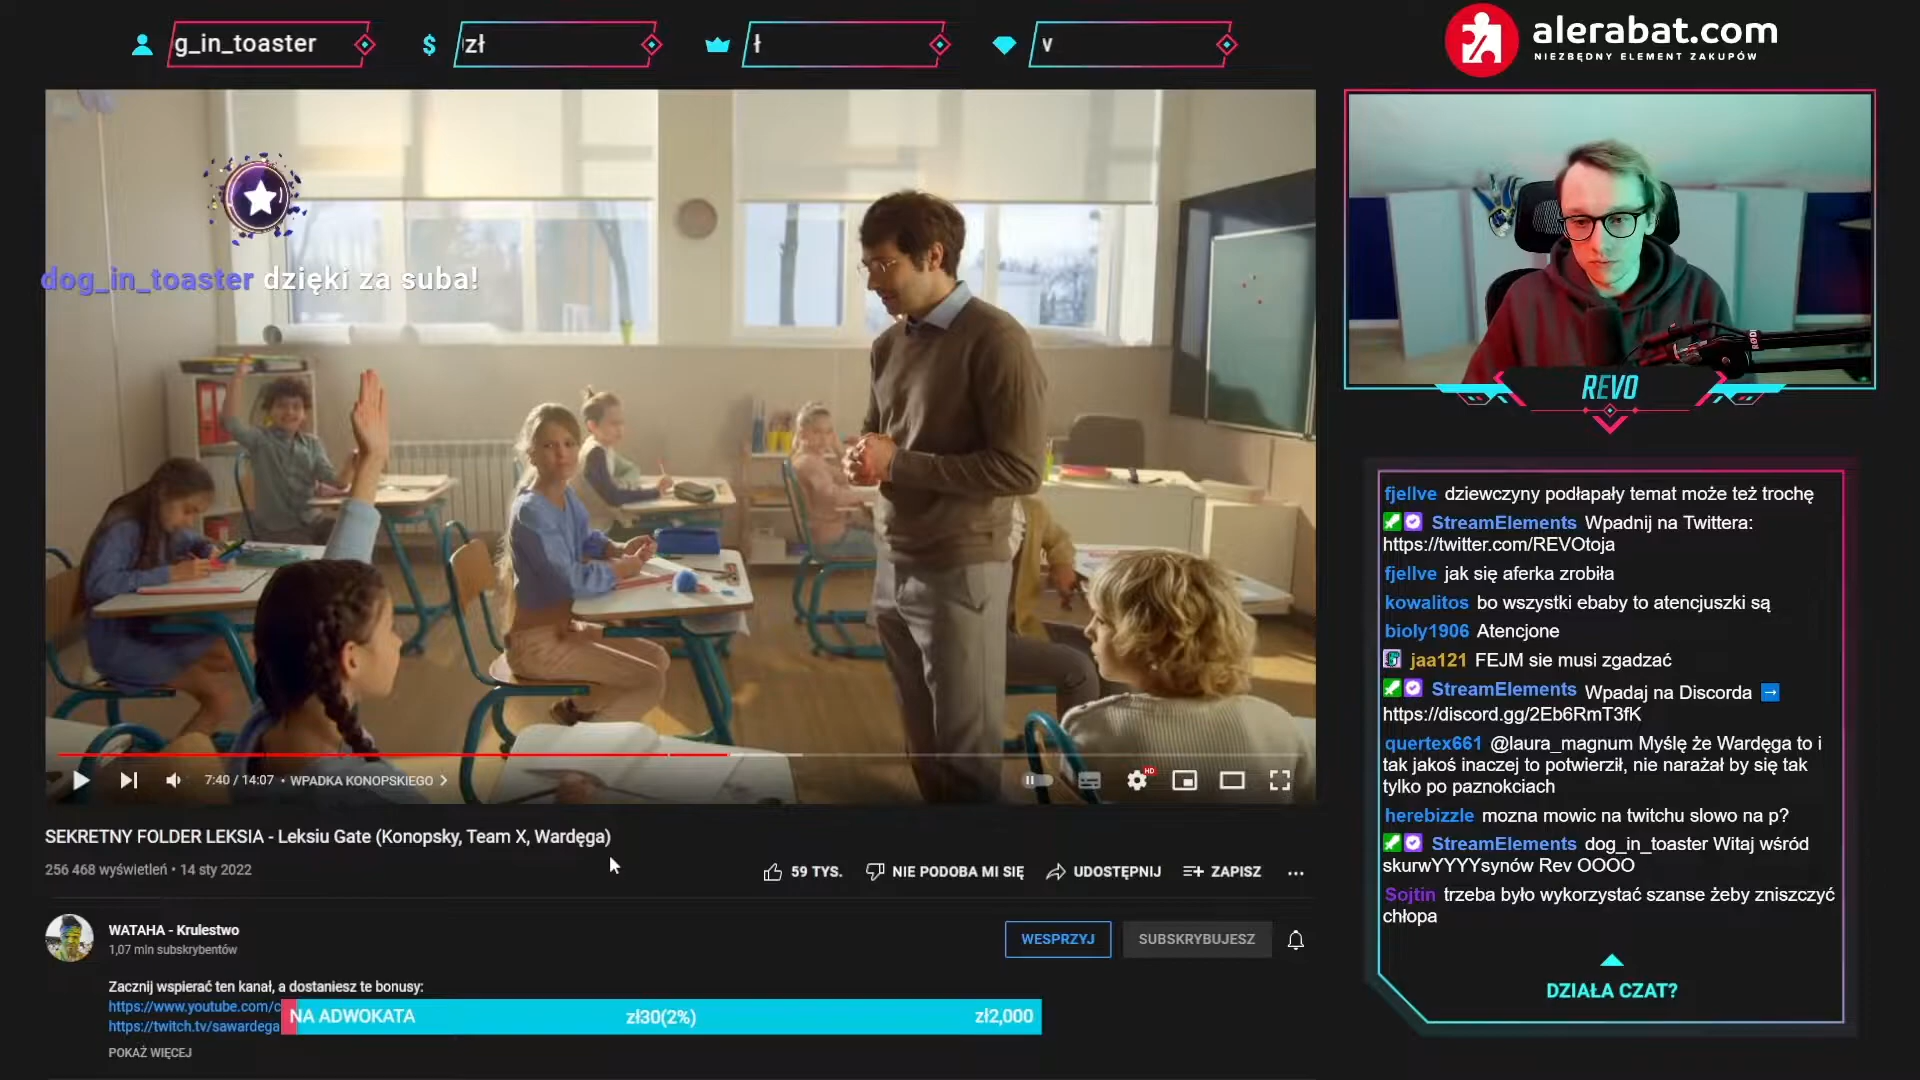 g_in_toaster
zł
ł
v
alerabat.com
NIEZBĘDNY ELEMENT ZAKUPÓW
dog_in_toaster dzięki za suba!
RØDE
REVO
7:40 / 14:07 • WPADKA KONOPSKIEGO
HD
SEKRETNY FOLDER LEKSIA - Leksiu Gate (Konopsky, Team X, Wardęga)
256 468 wyświetleń • 14 sty 2022
59 TYS.
NIE PODOBA MI SIĘ
UDOSTĘPNIJ
ZAPISZ
WATAHA - Krulestwo
1,07 mln subskrybentów
WESPRZYJ
SUBSKRYBUJESZ
Zacznij wspierać ten kanał, a dostaniesz te bonusy:
https://www.youtube.com/c
https://twitch.tv/sawardega
NA ADWOKATA
zł30(2%)
zł2,000
POKAŻ WIĘCEJ
fjellve dziewczyny podłapały temat może też trochę
StreamElements Wpadnij na Twittera:
https://twitter.com/REVOtoja
fjellve jak się aferka zrobiła
kowalitos bo wszystki ebaby to atencjuszki są
bioly1906 Atencjone
jaa121 FEJM sie musi zgadzać
StreamElements Wpadaj na Discorda ➡
https://discord.gg/2Eb6RmT3fK
quertex661 @laura_magnum Myślę że Wardęga to i
tak jakoś inaczej to potwierził, nie narażał by się tak
tylko po paznokciach
herebizzle mozna mowic na twitchu slowo na p?
StreamElements dog_in_toaster Witaj wśród
skurwYYYYsynów Rev OOOO
Sojtin trzeba było wykorzystać szanse żeby zniszczyć
chłopa
DZIAŁA CZAT?